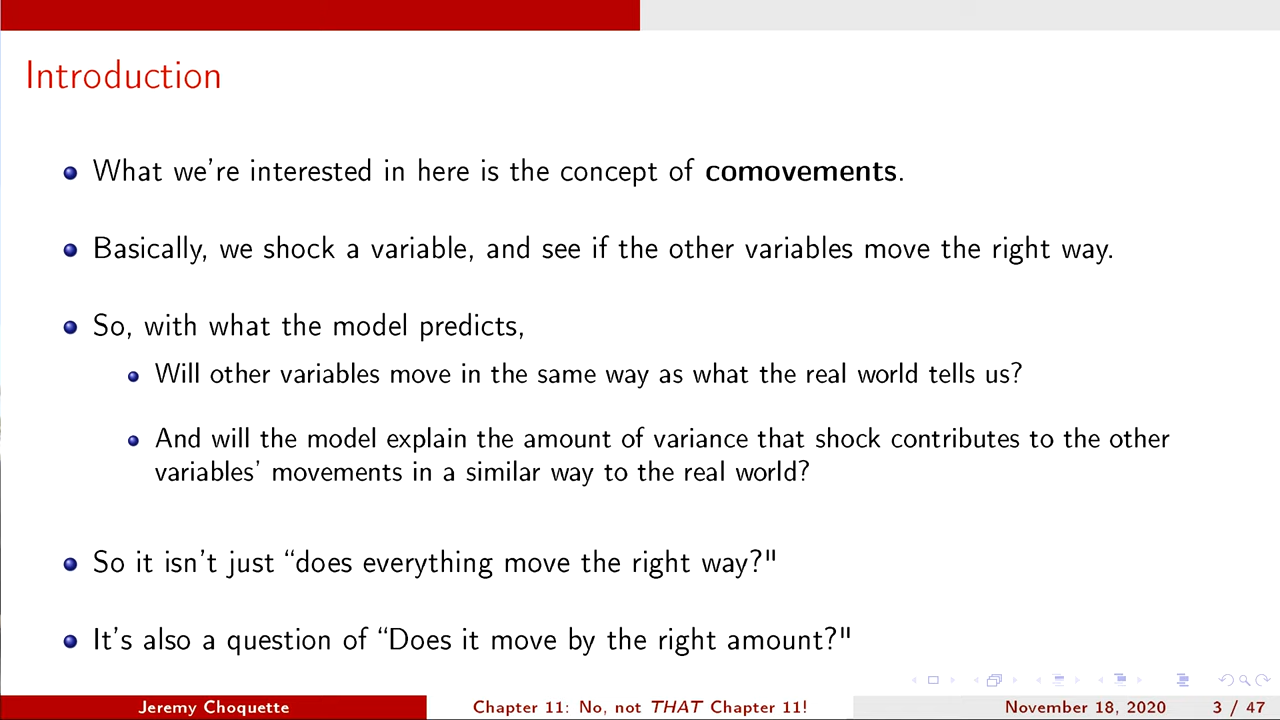 Introduction
What we're interested in here is the concept of comovements.
Basically, we shock a variable, and see if the other variables move the right way.
So, with what the model predicts,
Will other variables move in the same way as what the real world tells us?
And will the model explain the amount of variance that shock contributes to the other
variables' movements in a similar way to the real world?
So it isn't just “does everything move the right way?"
It's also a question of “Does it move by the right amount?"
Jeremy Choquette
Chapter 11: No, not THAT Chapter 11!
November 18, 2020
3 / 47